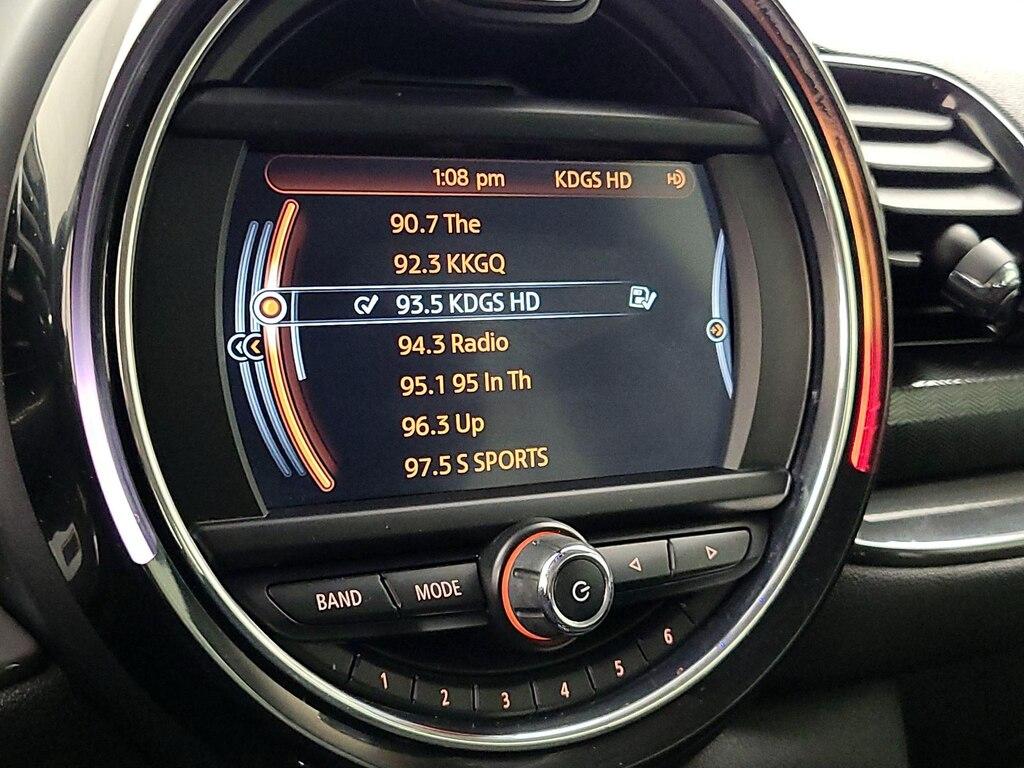 1:08 pm KDGS HD HD
90.7 The
92.3 KKGQ
93.5 KDGS HD
94.3 Radio
95.1 95 In Th
96.3 Up
97.5 S SPORTS
BAND MODE
1 2 3 4 5 6